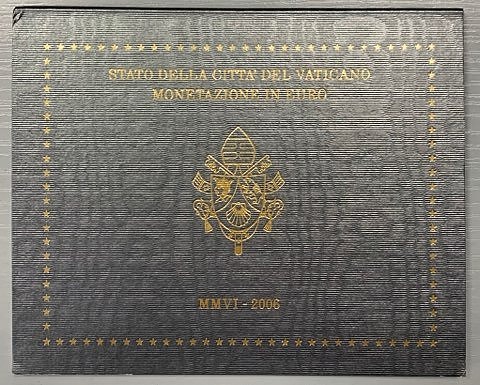 STATO DELLA CITTA' DEL VATICANO
MONETAZIONE IN EURO
MMVI - 2006